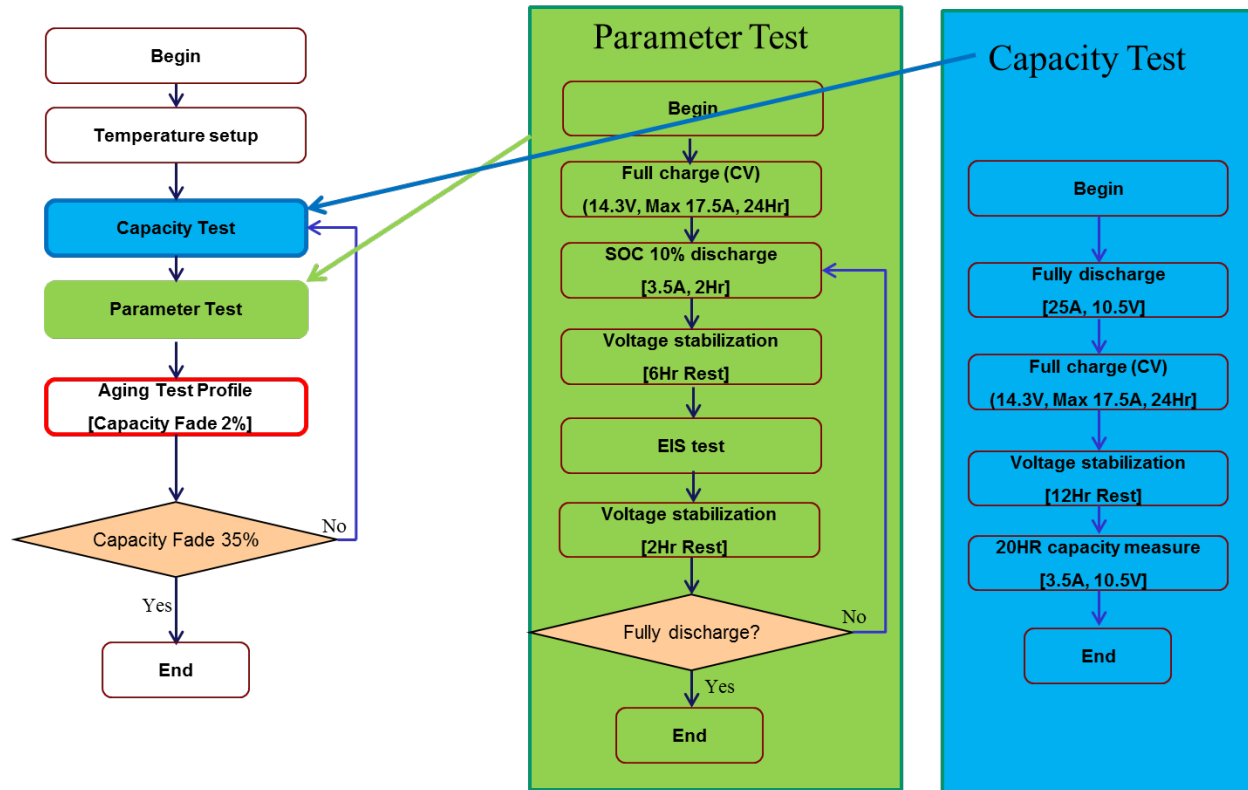 Begin
Temperature setup
Capacity Test
Parameter Test
Aging Test Profile
[Capacity Fade 2%]
Capacity Fade 35%
No
Yes
End
Parameter Test
Begin
Full charge (CV)
(14.3V, Max 17.5A, 24Hr]
SOC 10% discharge
[3.5A, 2Hr]
Voltage stabilization
[6Hr Rest]
EIS test
Voltage stabilization
[2Hr Rest]
Fully discharge?
No
Yes
End
Capacity Test
Begin
Fully discharge
[25A, 10.5V]
Full charge (CV)
(14.3V, Max 17.5A, 24Hr]
Voltage stabilization
[12Hr Rest]
20HR capacity measure
[3.5A, 10.5V]
End